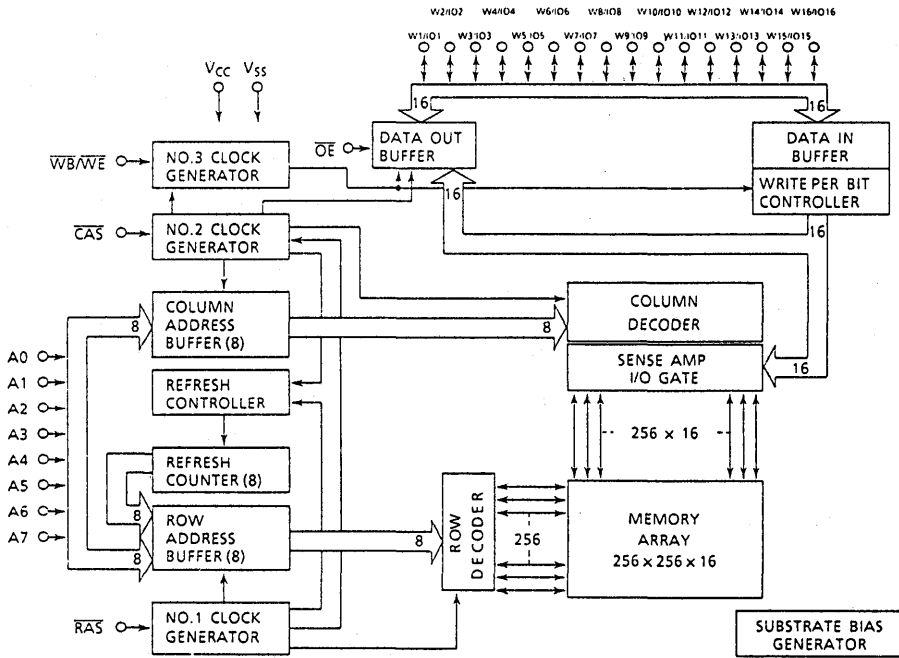 W2/IO2 W4/IO4 W6/IO6 W8/IO8 W10/IO10 W12/IO12 W14/IO14 W16/IO16
W1/IO1 W3/IO3 W5/IO5 W7/IO7 W9/IO9 W11/IO11 W13/IO13 W15/IO15
VCC VSS
16 16
OE
DATA OUT
BUFFER
DATA IN
BUFFER
WB/WE
NO.3 CLOCK
GENERATOR
WRITE PER BIT
CONTROLLER
16
16
CAS
NO.2 CLOCK
GENERATOR
COLUMN
ADDRESS
BUFFER (8)
8
8
COLUMN
DECODER
SENSE AMP
I/O GATE
16
A0
A1
A2
A3
A4
A5
A6
A7
REFRESH
CONTROLLER
256 x 16
REFRESH
COUNTER (8)
8
8
ROW
ADDRESS
BUFFER (8)
8
ROW
DECODER
256
MEMORY
ARRAY
256 x 256 x 16
RAS
NO.1 CLOCK
GENERATOR
SUBSTRATE BIAS
GENERATOR